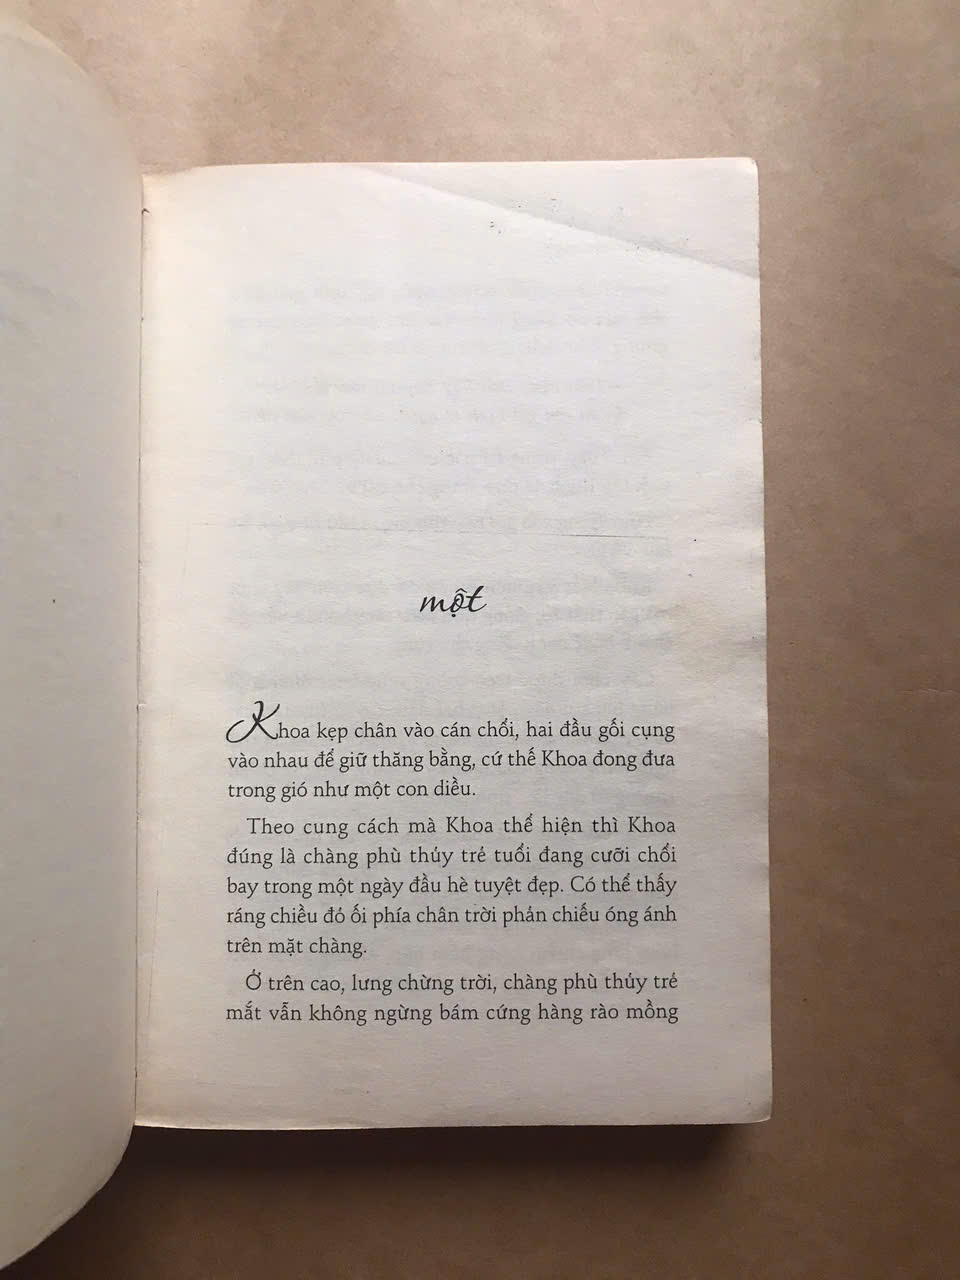 một
Khoa kẹp chân vào cán chổi, hai đầu gối cụng
vào nhau để giữ thăng bằng, cứ thế Khoa đong đưa
trong gió như một con diều.
Theo cung cách mà Khoa thể hiện thì Khoa
đúng là chàng phù thủy trẻ tuổi đang cưỡi chổi
bay trong một ngày đầu hè tuyệt đẹp. Có thể thấy
ráng chiều đỏ ối phía chân trời phản chiếu óng ánh
trên mặt chàng.
Ở trên cao, lưng chừng trời, chàng phù thủy trẻ
mắt vẫn không ngừng bám cứng hàng rào mồng